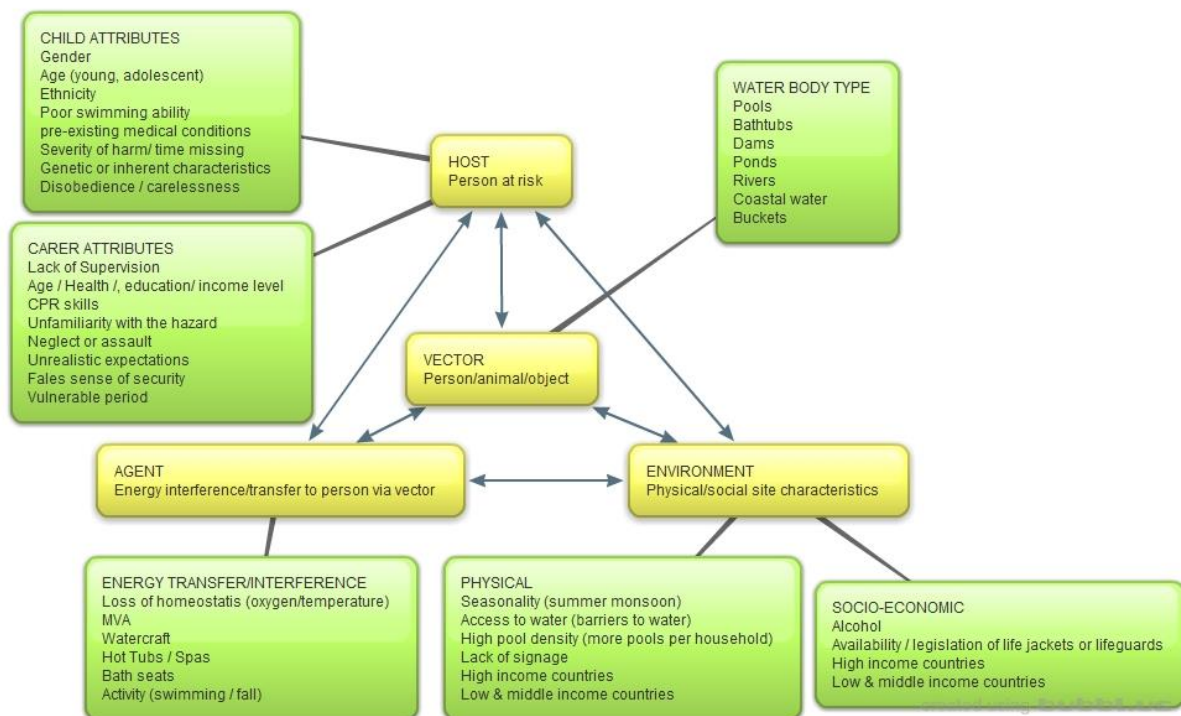 CHILD ATTRIBUTES
Gender
Age (young, adolescent)
Ethnicity
Poor swimming ability
pre-existing medical conditions
Severity of harm/ time missing
Genetic or inherent characteristics
Disobedience / carelessness
WATER BODY TYPE
Pools
Bathtubs
Dams
Ponds
Rivers
Coastal water
Buckets
HOST
Person at risk
CARER ATTRIBUTES
Lack of Supervision
Age / Health /, education/ income level
CPR skills
Unfamiliarity with the hazard
Neglect or assault
Unrealistic expectations
Fales sense of security
Vulnerable period
VECTOR
Person/animal/object
AGENT
Energy interference/transfer to person via vector
ENVIRONMENT
Physical/social site characteristics
ENERGY TRANSFER/INTERFERENCE
Loss of homeostatis (oxygen/temperature)
MVA
Watercraft
Hot Tubs / Spas
Bath seats
Activity (swimming / fall)
PHYSICAL
Seasonality (summer monsoon)
Access to water (barriers to water)
High pool density (more pools per household)
Lack of signage
High income countries
Low & middle income countries
SOCIO-ECONOMIC
Alcohol
Availability / legislation of life jackets or lifeguards
High income countries
Low & middle income countries
created using